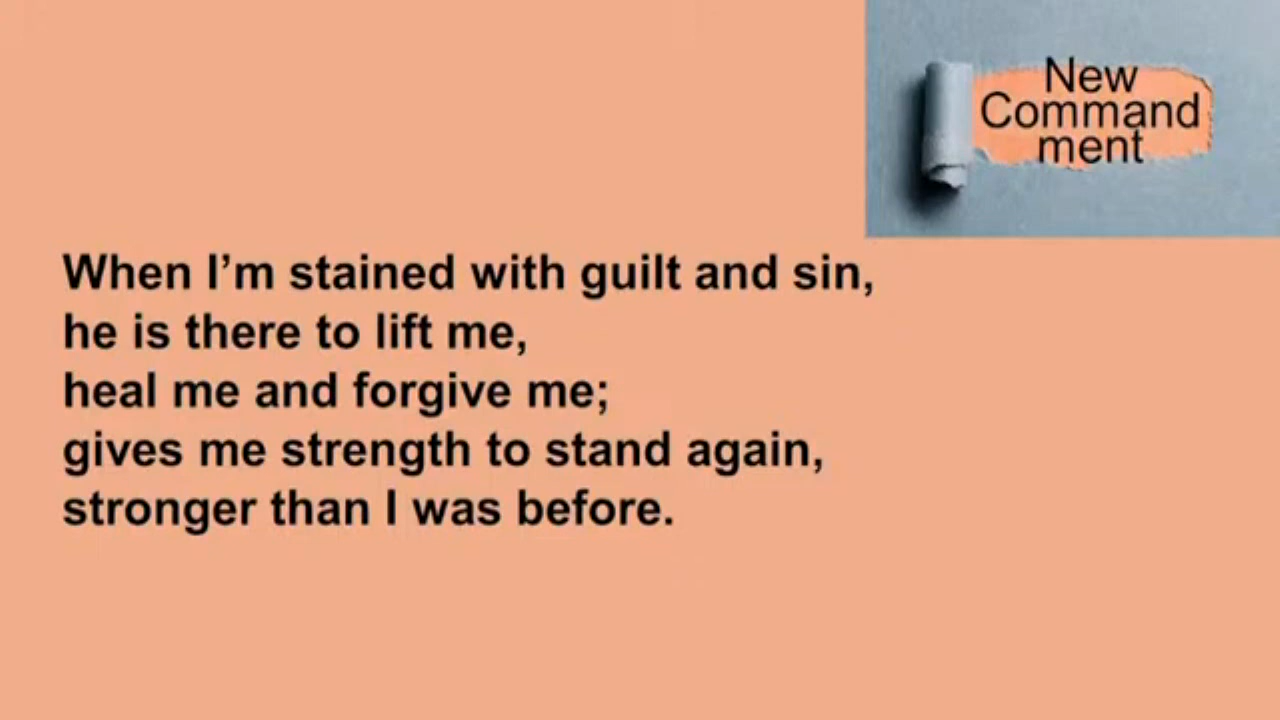 New
Command
ment
When I'm stained with guilt and sin,
he is there to lift me,
heal me and forgive me;
gives me strength to stand again,
stronger than I was before.